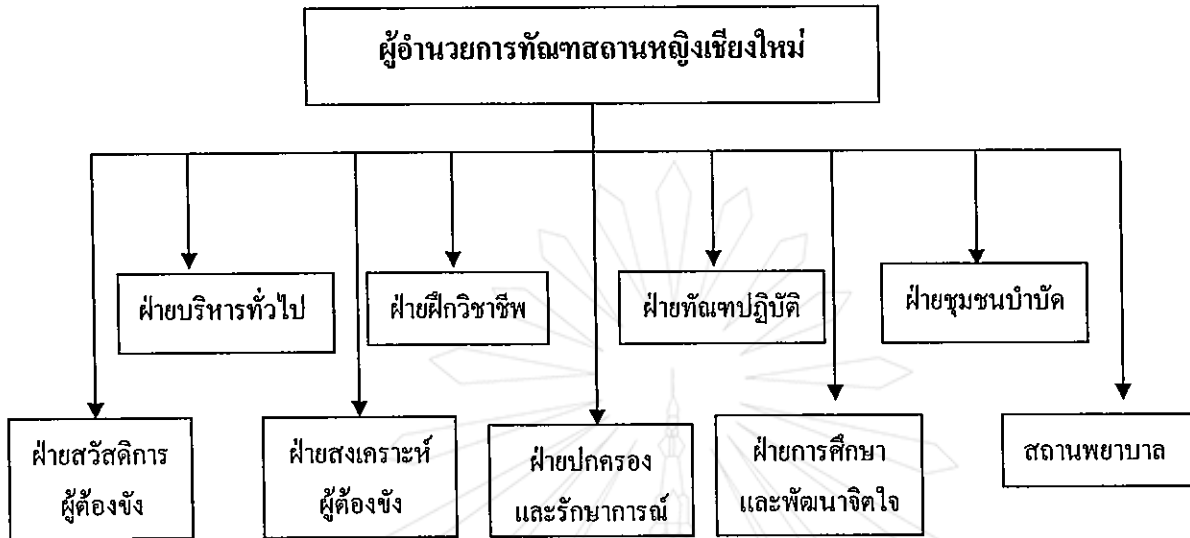 ผู้อำนวยการทัณฑสถานหญิงเชียงใหม่
ฝ่ายบริหารทั่วไป
ฝ่ายฝึกวิชาชีพ
ฝ่ายทัณฑปฏิบัติ
ฝ่ายชุมชนบำบัด
ฝ่ายสวัสดิการ
ผู้ต้องขัง
ฝ่ายสงเคราะห์
ผู้ต้องขัง
ฝ่ายปกครอง
และรักษาการณ์
ฝ่ายการศึกษา
และพัฒนาจิตใจ
สถานพยาบาล